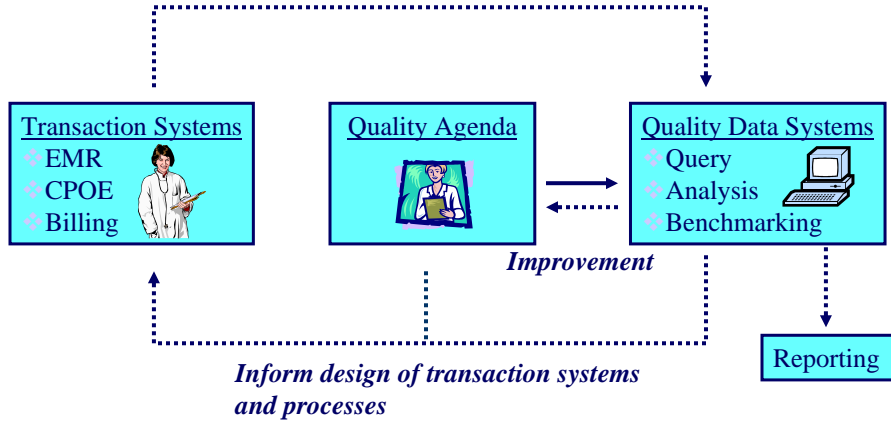 Transaction Systems
EMR
CPOE
Billing
Quality Agenda
Quality Data Systems
Query
Analysis
Benchmarking
Improvement
Reporting
Inform design of transaction systems
and processes